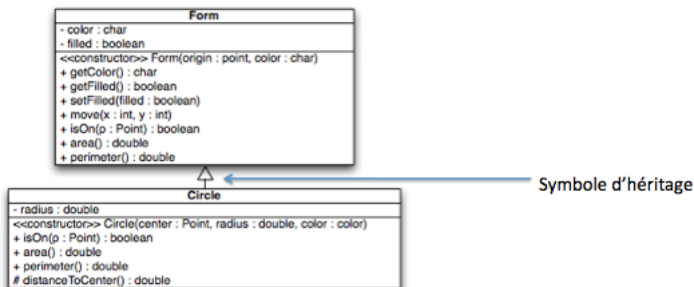 Form
- color : char
- filled : boolean
<<constructor>> Form(origin : point, color : char)
+ getColor() : char
+ getFilled() : boolean
+ setFilled(filled : boolean)
+ move(x : int, y : int)
+ isOn(p : Point) : boolean
+ area() : double
+ perimeter() : double
Symbole d'héritage
Circle
- radius : double
<<constructor>> Circle(center : Point, radius : double, color : color)
+ isOn(p : Point) : boolean
+ area() : double
+ perimeter() : double
# distanceToCenter() : double